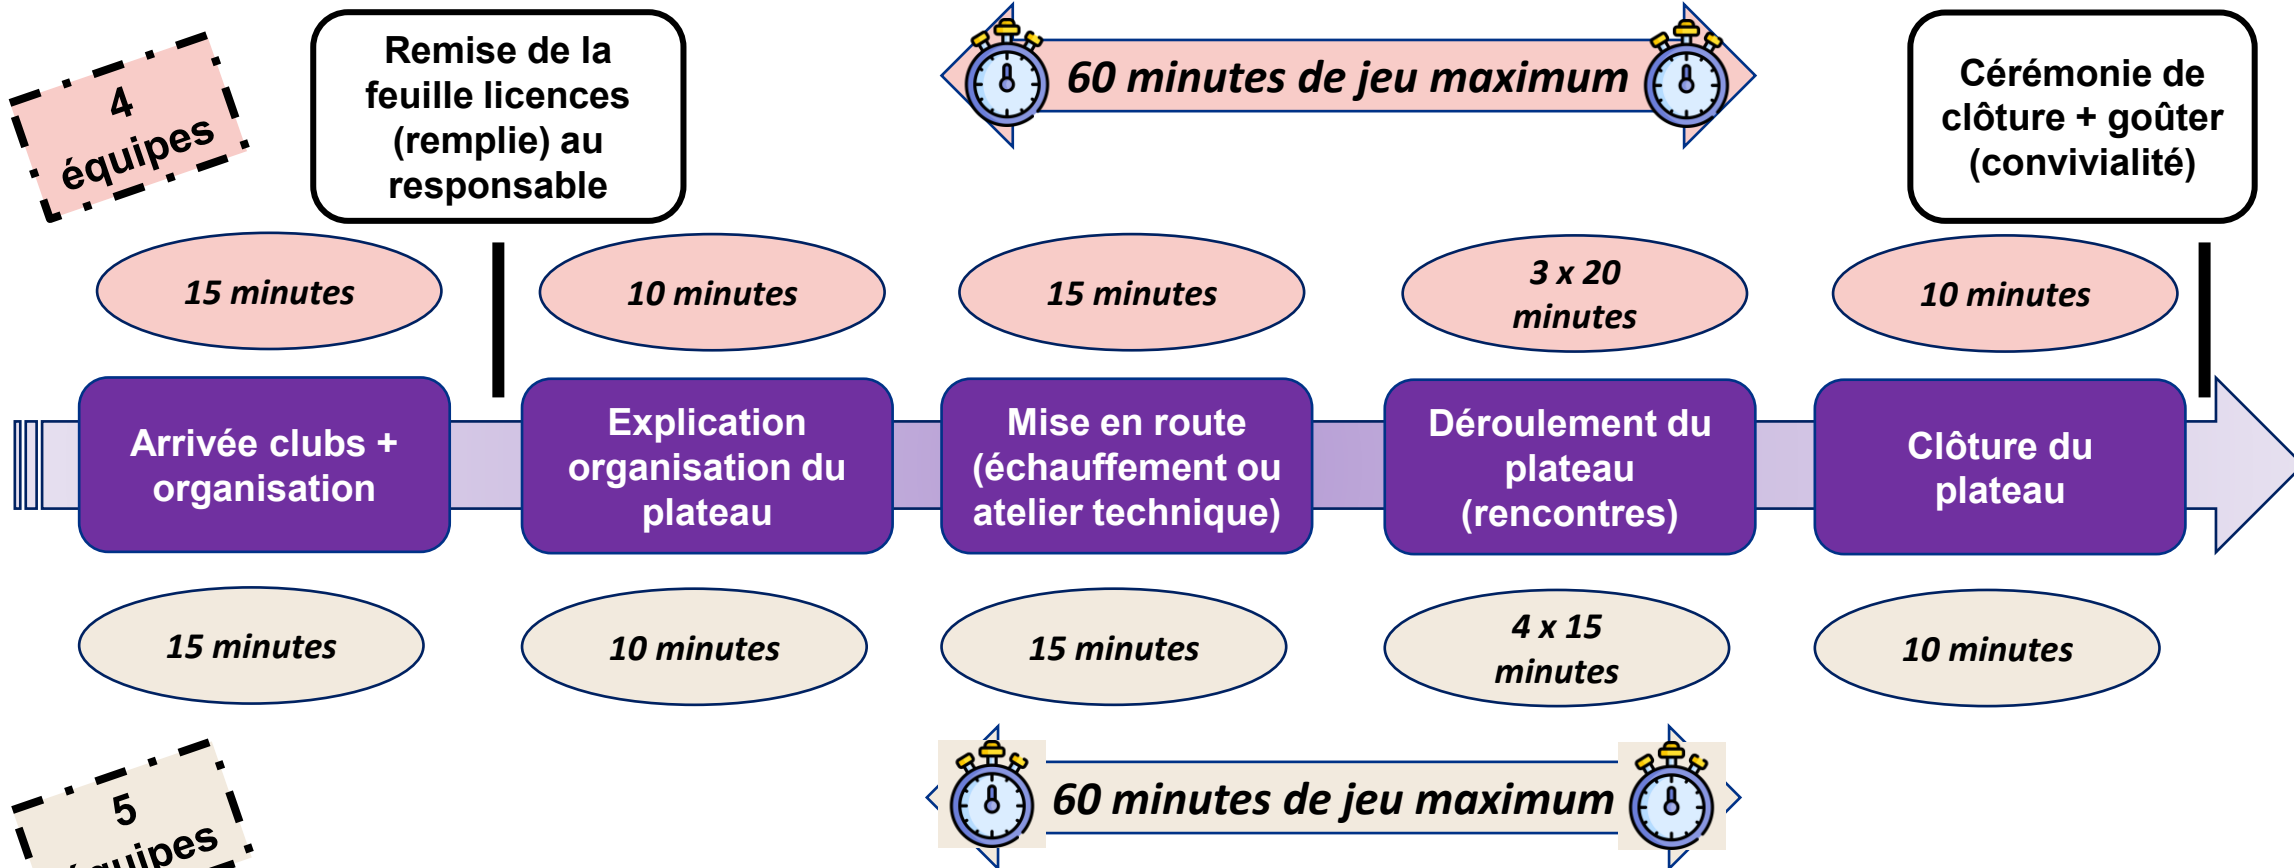 4
équipes
Remise de la
feuille licences
(remplie) au
responsable
60 minutes de jeu maximum
Cérémonie de
clôture + goûter
(convivialité)
15 minutes
10 minutes
15 minutes
3 x 20
minutes
10 minutes
Arrivée clubs +
organisation
Explication
organisation du
plateau
Mise en route
(échauffement ou
atelier technique)
Déroulement du
plateau
(rencontres)
Clôture du
plateau
15 minutes
10 minutes
15 minutes
4 x 15
minutes
10 minutes
5
équipes
60 minutes de jeu maximum